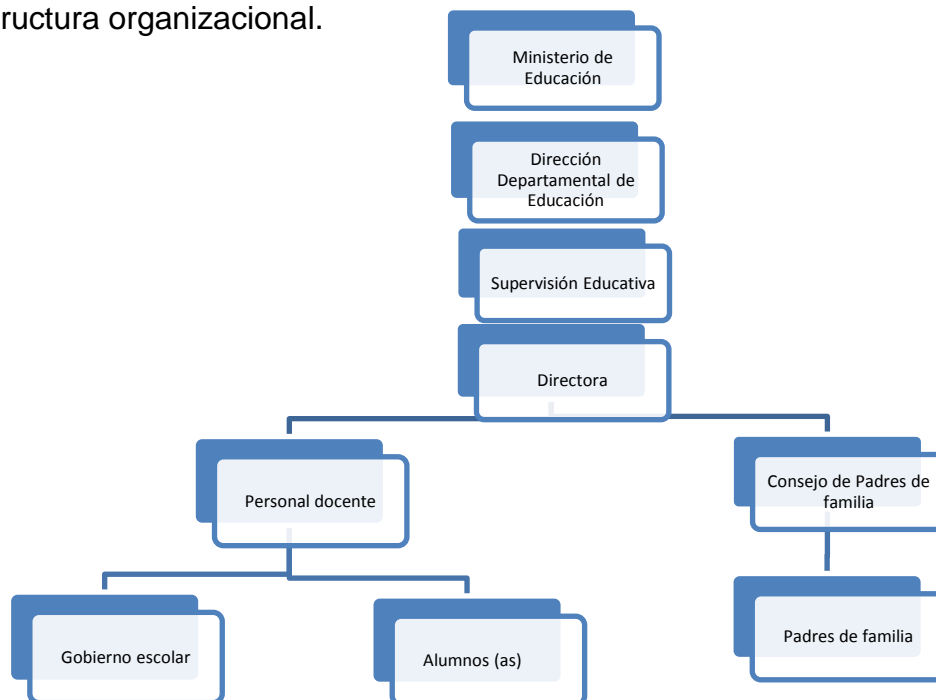 ructura organizacional.
Ministerio de
Educación
Dirección
Departamental de
Educación
Supervisión Educativa
Directora
Personal docente
Consejo de Padres de
familia
Gobierno escolar
Alumnos (as)
Padres de familia